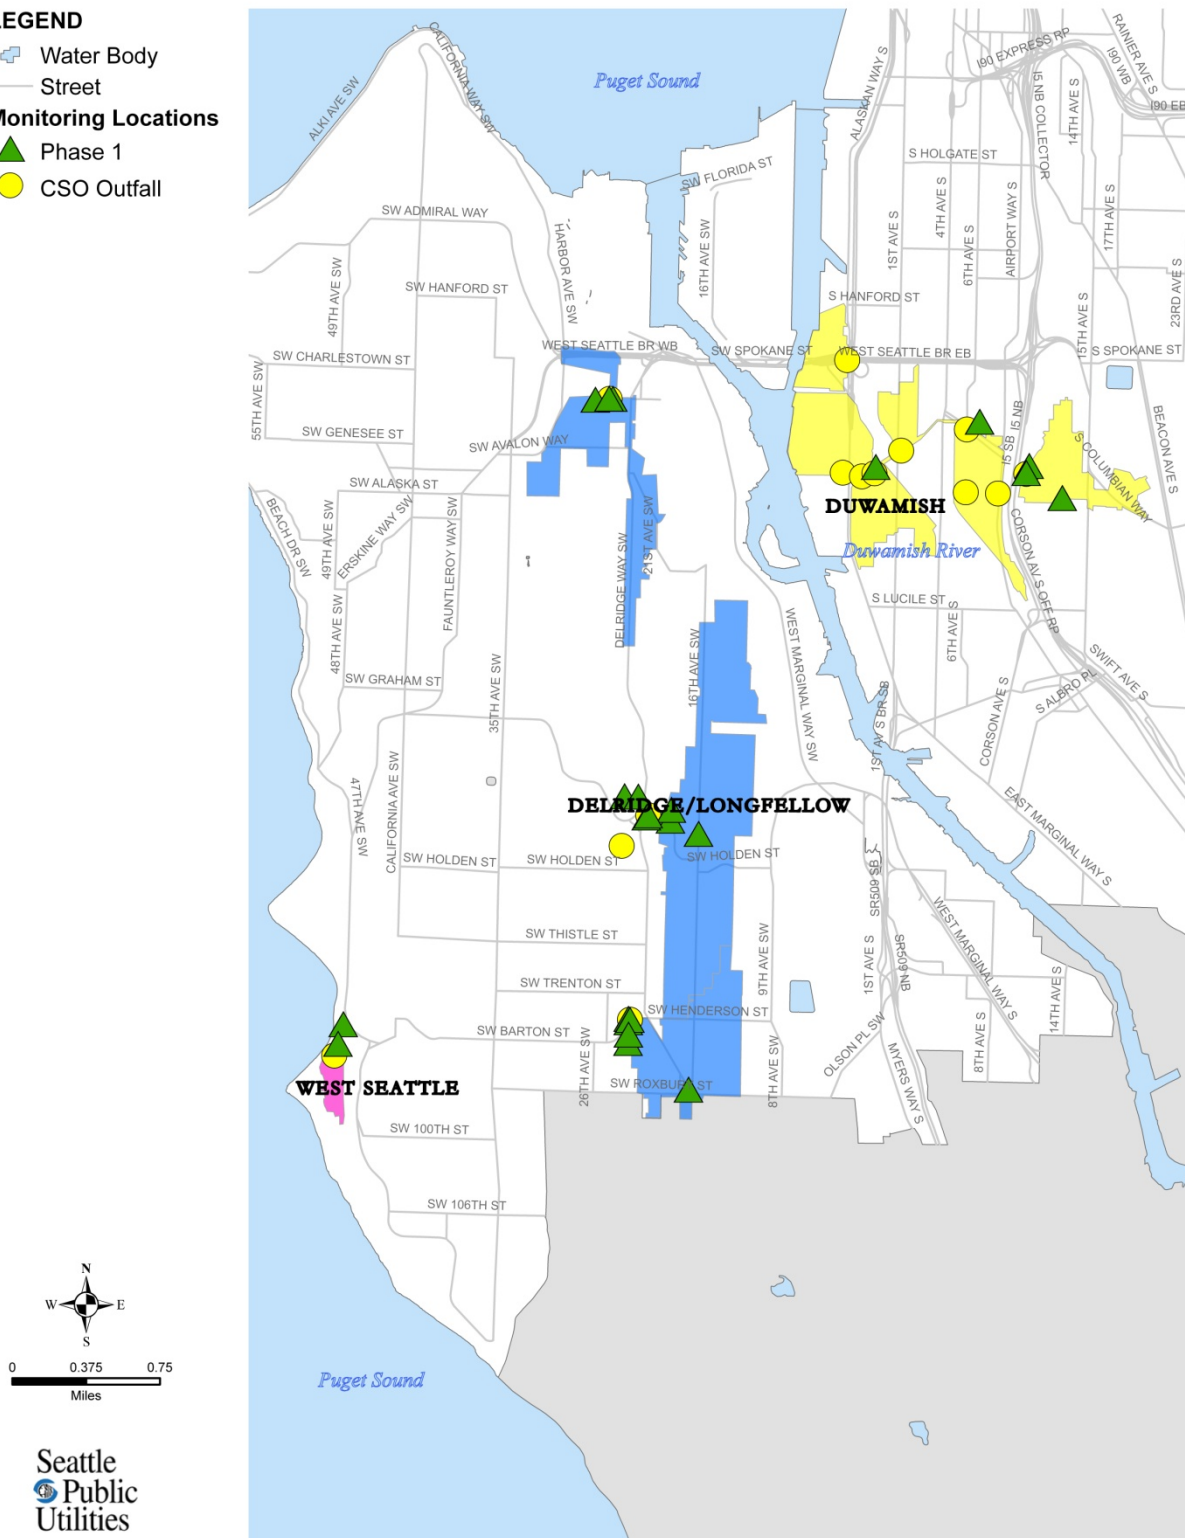 LEGEND
Water Body
Street
Monitoring Locations
Phase 1
CSO Outfall
Puget Sound
ALKI AVE SW
CALIFORNIA WAY SW
ALASKAN WAY S
I90 EXPRESS RP
RAINIER AVE S
I90 WB
I90 EB
I5 NB COLLECTOR
14TH AVE S
S HOLGATE ST
SW FLORIDA ST
SW ADMIRAL WAY
HARBOR AVE SW
16TH AVE SW
1ST AVE S
4TH AVE S
6TH AVE S
AIRPORT WAY S
17TH AVE S
23RD AVE S
49TH AVE SW
SW HANFORD ST
S HANFORD ST
15TH AVE S
SW CHARLESTOWN ST
WEST SEATTLE BR WB
SW SPOKANE ST
WEST SEATTLE BR EB
S SPOKANE ST
55TH AVE SW
SW GENESEE ST
SW AVALON WAY
I5 SB
I5 NB
S COLUMBIAN WAY
BEACON AVE S
SW ALASKA ST
BEACH DR SW
49TH AVE SW
ERSKINE WAY SW
FAUNTLEROY WAY SW
DELRIDGE WAY SW
21ST AVE SW
DUWAMISH
Duwamish River
CORSON AV S OFF RP
S LUCILE ST
48TH AVE SW
SW GRAHAM ST
35TH AVE SW
16TH AVE SW
WEST MARGINAL WAY SW
6TH AVE S
SWIFT AVE S
S ALBRO PL
CORSON AVE S
1ST AV S BR SB
47TH AVE SW
CALIFORNIA AVE SW
DELRIDGE/LONGFELLOW
EAST MARGINAL WAY S
SW HOLDEN ST
SW HOLDEN ST
SW HOLDEN ST
SR509 SB
SW THISTLE ST
9TH AVE SW
1ST AVE S
SR509 NB
WEST MARGINAL WAY S
SW TRENTON ST
14TH AVE S
SW BARTON ST
SW HENDERSON ST
OLSON PL SW
8TH AVE S
WEST SEATTLE
26TH AVE SW
SW ROXBURY ST
8TH AVE SW
MYERS WAY S
SW 100TH ST
SW 106TH ST
Puget Sound
N
W
E
S
0
0.375
0.75
Miles
Seattle
Public
Utilities